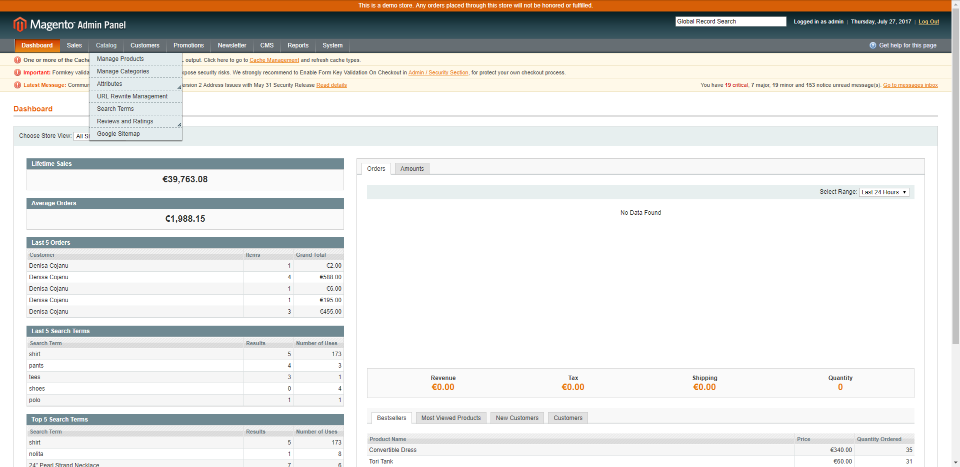 This is a demo store. Any orders placed through this store will not be honored or fulfilled.
Magento Admin Panel
Global Record Search
Logged in as admin | Thursday, July 27, 2017 | Log Out
Dashboard Sales Catalog Customers Promotions Newsletter CMS Reports System
Get help for this page
One or more of the Cache output. Click here to go to Cache Management and refresh cache types.
Important: Formkey valida pose security risks. We strongly recommend to Enable Form Key Validation On Checkout in Admin / Security Section, for protect your own checkout process.
Latest Message: Commun ersion 2 Address Issues with May 31 Security Release Read details
You have 19 critical, 7 major, 19 minor and 153 notice unread message(s). Go to messages inbox
Manage Products
Manage Categories
Attributes
URL Rewrite Management
Search Terms
Reviews and Ratings
Google Sitemap
Dashboard
Choose Store View: All S
Lifetime Sales
€39,763.08
Average Orders
€1,988.15
Last 5 Orders
Customer Items Grand Total
Denisa Cojanu 1 €2.00
Denisa Cojanu 4 €588.00
Denisa Cojanu 1 €6.00
Denisa Cojanu 1 €195.00
Denisa Cojanu 3 €455.00
Last 5 Search Terms
Search Term Results Number of Uses
shirt 5 173
pants 4 3
teas 3 1
shoes 0 4
polo 1 1
Top 5 Search Terms
Search Term Results Number of Uses
shirt 5 173
nolita 1 8
24" Pearl Strand Necklace 7 6
Orders Amounts
Select Range: Last 24 Hours
No Data Found
Revenue Tax Shipping Quantity
€0.00 €0.00 €0.00 0
Bestsellers Most Viewed Products New Customers Customers
Product Name Price Quantity Ordered
Convertible Dress €340.00 35
Tori Tank €60.00 31